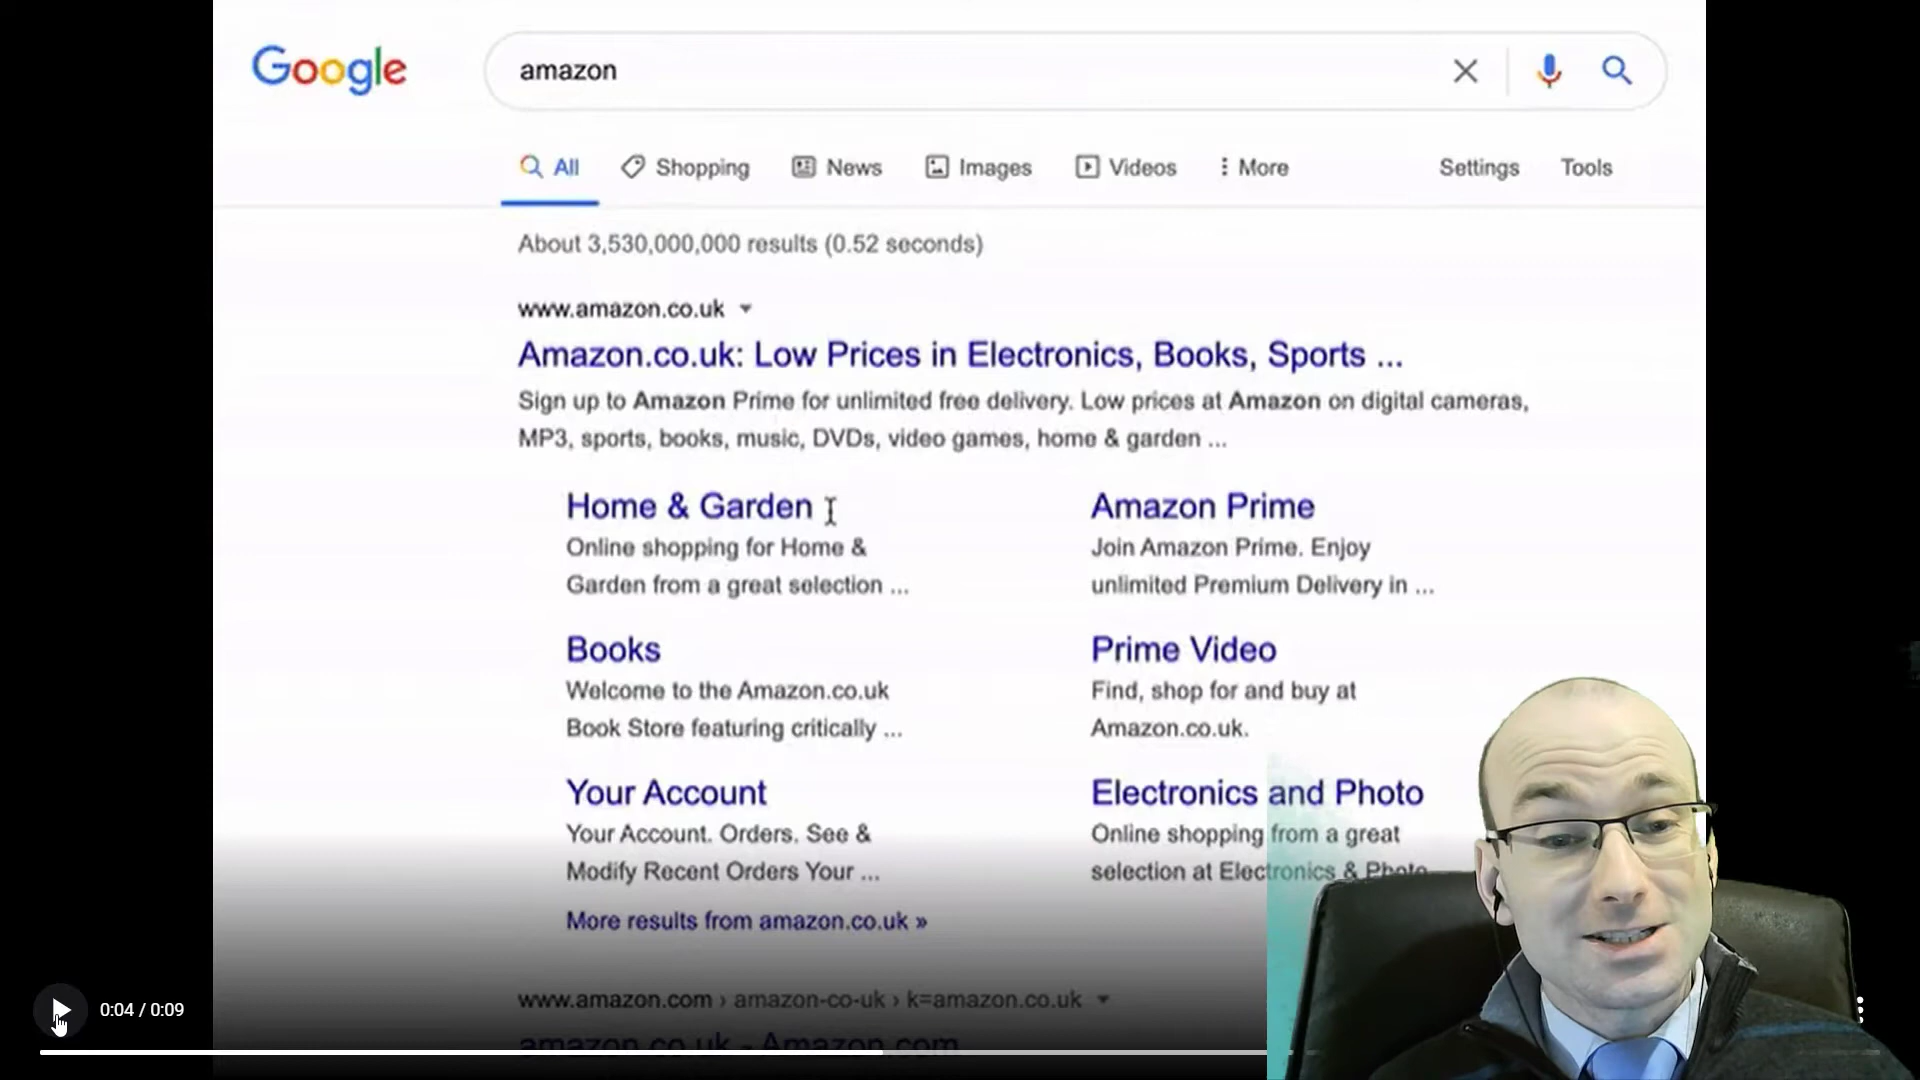 Google
amazon
All
Shopping
News
Images
Videos
More
Settings
Tools
About 3,530,000,000 results (0.52 seconds)
www.amazon.co.uk
Amazon.co.uk: Low Prices in Electronics, Books, Sports ...
Sign up to Amazon Prime for unlimited free delivery. Low prices at Amazon on digital cameras,
MP3, sports, books, music, DVDs, video games, home & garden ...
Home & Garden
Online shopping for Home &
Garden from a great selection ...
Amazon Prime
Join Amazon Prime. Enjoy
unlimited Premium Delivery in ...
Books
Welcome to the Amazon.co.uk
Book Store featuring critically ...
Prime Video
Find, shop for and buy at
Amazon.co.uk.
Your Account
Your Account. Orders. See &
Modify Recent Orders Your ...
Electronics and Photo
Online shopping from a great
selection at Electronics & Photo
More results from amazon.co.uk »
www.amazon.com › amazon-co-uk › k=amazon.co.uk
amazon.co.uk - Amazon.com
0:04 / 0:09